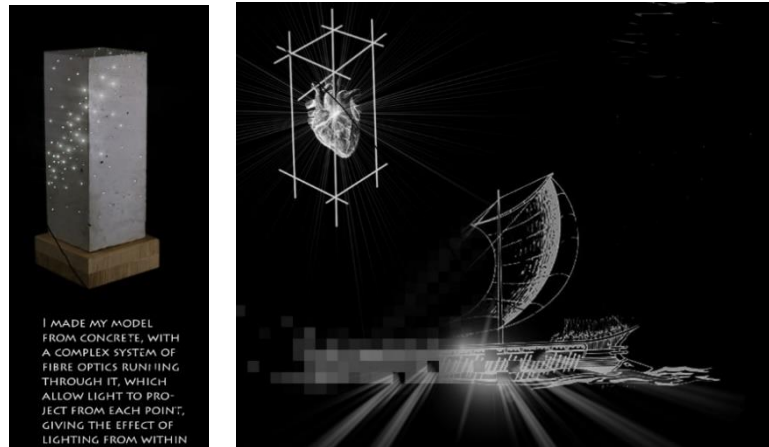 I MADE MY MODEL
FROM CONCRETE, WITH
A COMPLEX SYSTEM OF
FIBRE OPTICS RUNNING
THROUGH IT, WHICH
ALLOW LIGHT TO PRO-
JECT FROM EACH POINT,
GIVING THE EFFECT OF
LIGHTING FROM WITHIN